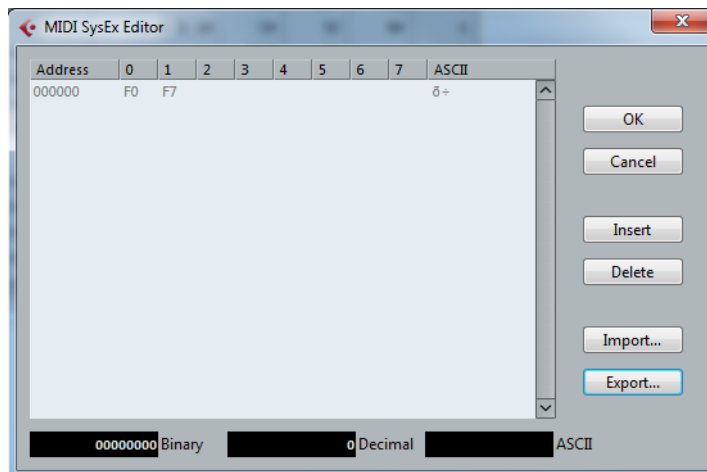 MIDI SysEx Editor
Address 0 1 2 3 4 5 6 7 ASCII
000000 F0 F7 ð÷
OK
Cancel
Insert
Delete
Import...
Export...
00000000 Binary 0 Decimal ASCII